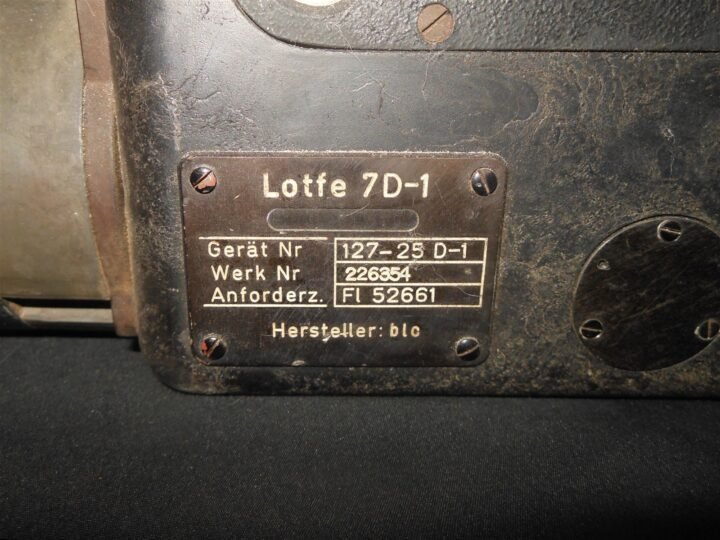 Lotfe 7D-1
Gerät Nr 127-25 D-1
Werk Nr 226354
Anforderz. Fl 52661
Hersteller: blc